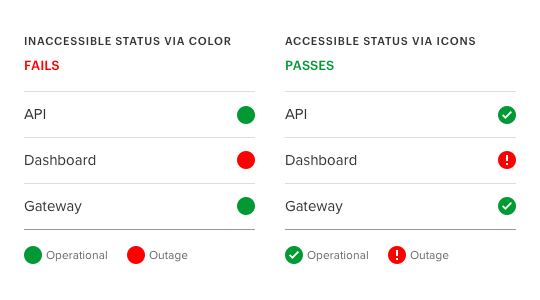 INACCESSIBLE STATUS VIA COLOR
FAILS
API
Dashboard
Gateway
Operational Outage
ACCESSIBLE STATUS VIA ICONS
PASSES
API
Dashboard
Gateway
Operational Outage